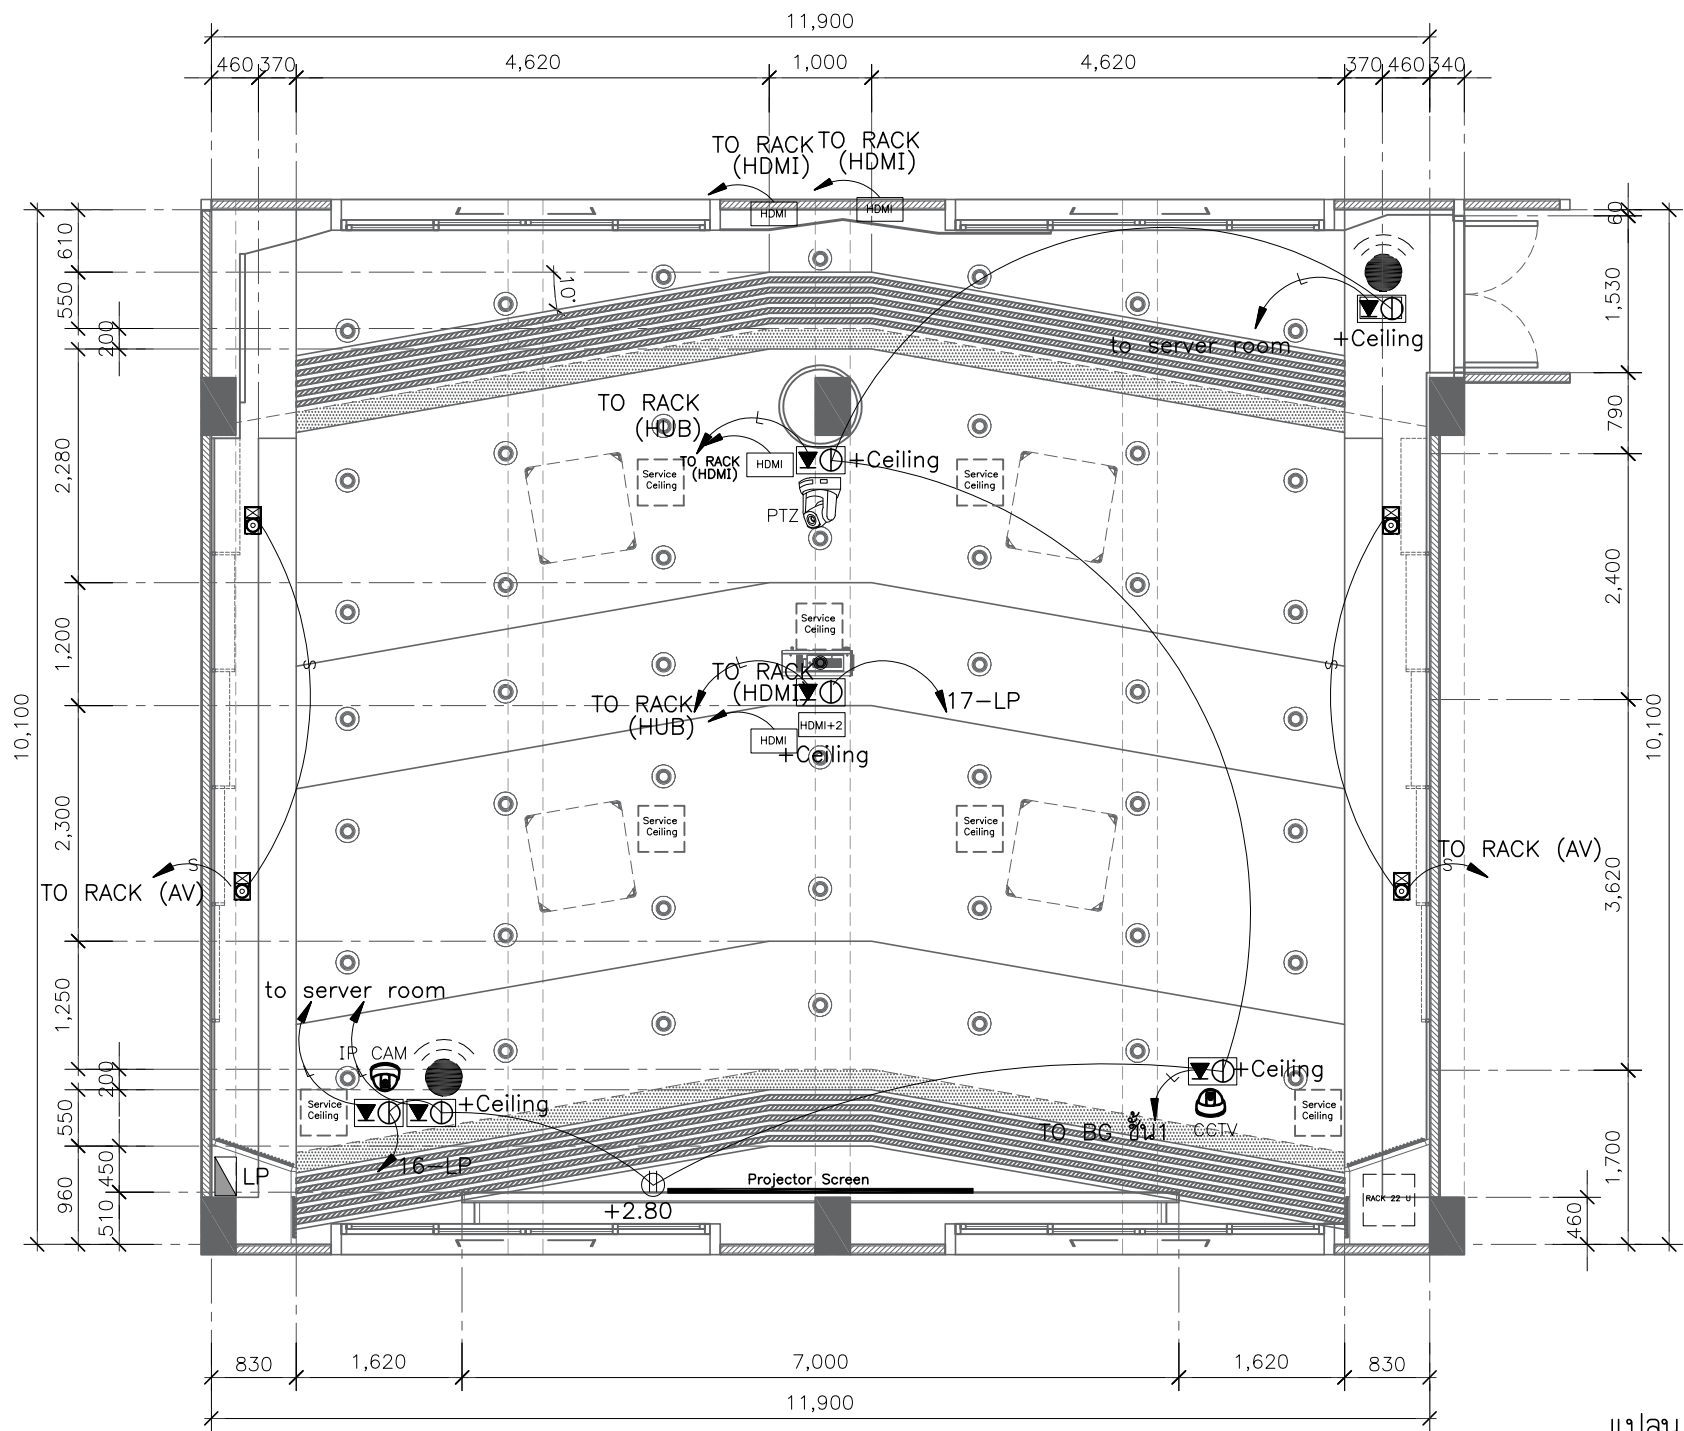 11,900
460
370
4,620
1,000
4,620
370
460
340
TO RACK
(HDMI)
TO RACK
(HDMI)
HDMI
HDMI
610
550
200
2,280
1,200
2,300
1,250
200
550
450
960
510
10,100
10°
60
1,530
790
2,400
3,620
1,700
460
10,100
L
+Ceiling
to server room
TO RACK
(HUB)
L
TO RACK
(HDMI)
HDMI
+Ceiling
Service
Ceiling
Service
Ceiling
PTZ
Service
Ceiling
S
S
L
TO RACK
(HDMI)
TO RACK
(HUB)
17-LP
HDMI+2
HDMI
+Ceiling
Service
Ceiling
Service
Ceiling
S
TO RACK (AV)
TO RACK (AV)
S
to server room
IP CAM
L
L
+Ceiling
Service
Ceiling
16-LP
LP
+Ceiling
L
Service
Ceiling
TO BG ชั้น1
CCTV
Projector Screen
+2.80
RACK 22 U
830
1,620
7,000
1,620
830
11,900
แปลน